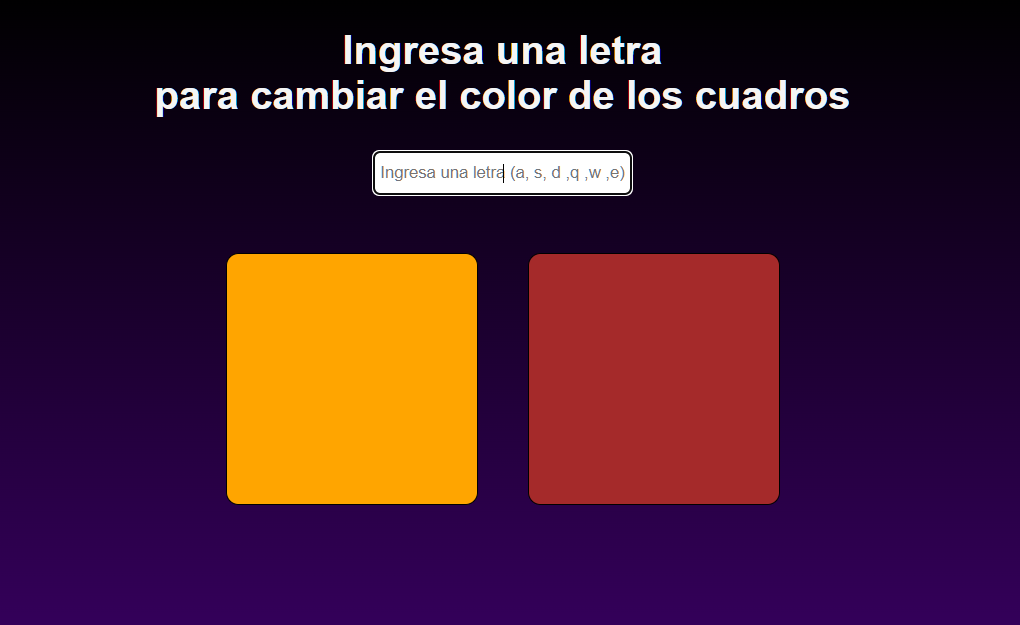 Ingresa una letra
para cambiar el color de los cuadros
Ingresa una letra (a, s, d ,q ,w ,e)